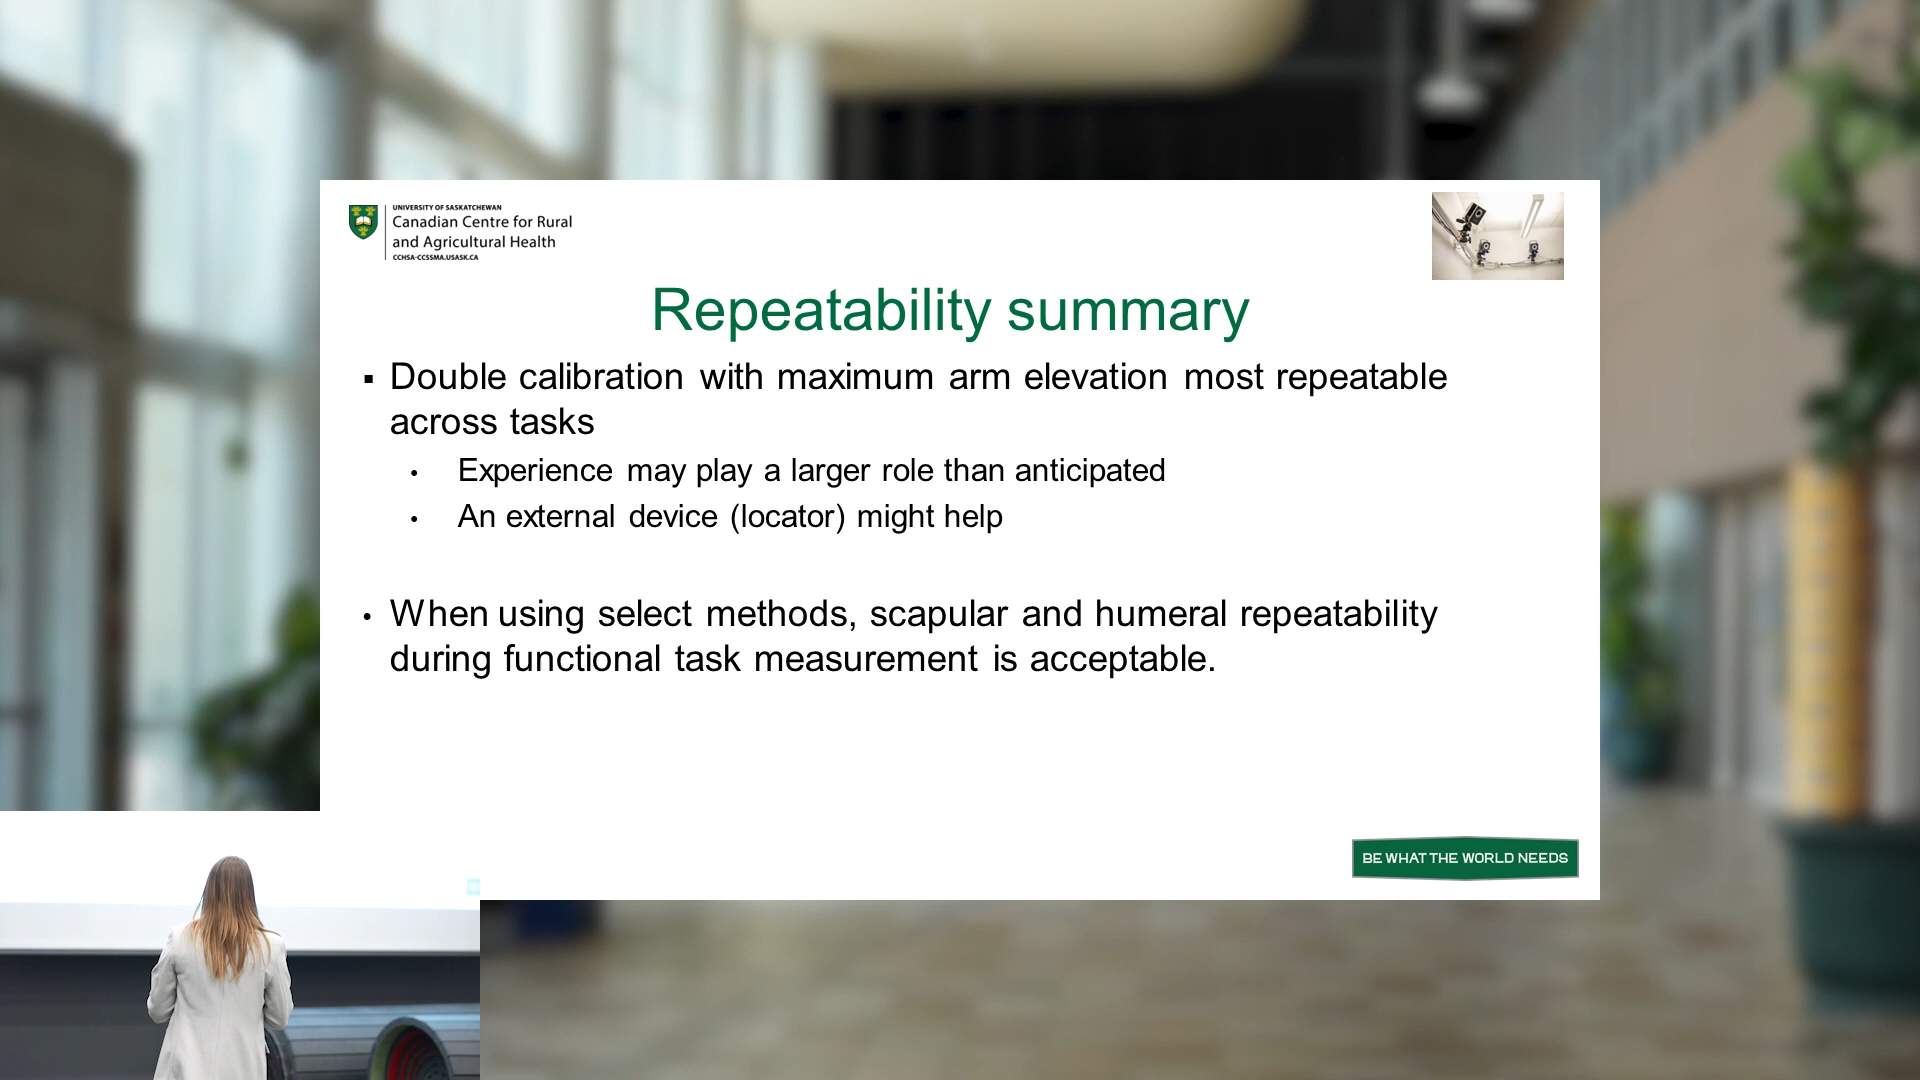 UNIVERSITY OF SASKATCHEWAN
Canadian Centre for Rural
and Agricultural Health
CCHSA-CCSSMA.USASK.CA
Repeatability summary
▪ Double calibration with maximum arm elevation most repeatable
across tasks
• Experience may play a larger role than anticipated
• An external device (locator) might help
• When using select methods, scapular and humeral repeatability
during functional task measurement is acceptable.
BE WHAT THE WORLD NEEDS